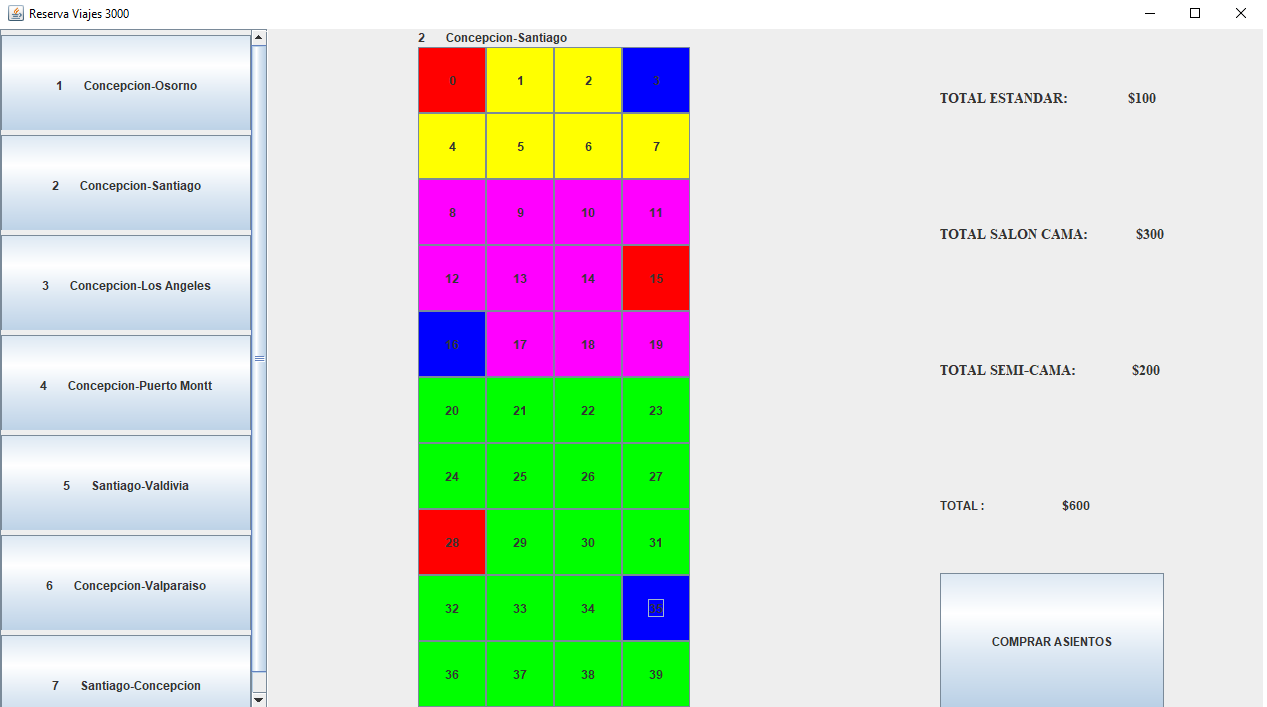 Reserva Viajes 3000
1 Concepcion-Osorno
2 Concepcion-Santiago
3 Concepcion-Los Angeles
4 Concepcion-Puerto Montt
5 Santiago-Valdivia
6 Concepcion-Valparaiso
7 Santiago-Concepcion
2 Concepcion-Santiago
0 1 2 3
4 5 6 7
8 9 10 11
12 13 14 15
16 17 18 19
20 21 22 23
24 25 26 27
28 29 30 31
32 33 34 35
36 37 38 39
TOTAL ESTANDAR: $100
TOTAL SALON CAMA: $300
TOTAL SEMI-CAMA: $200
TOTAL : $600
COMPRAR ASIENTOS